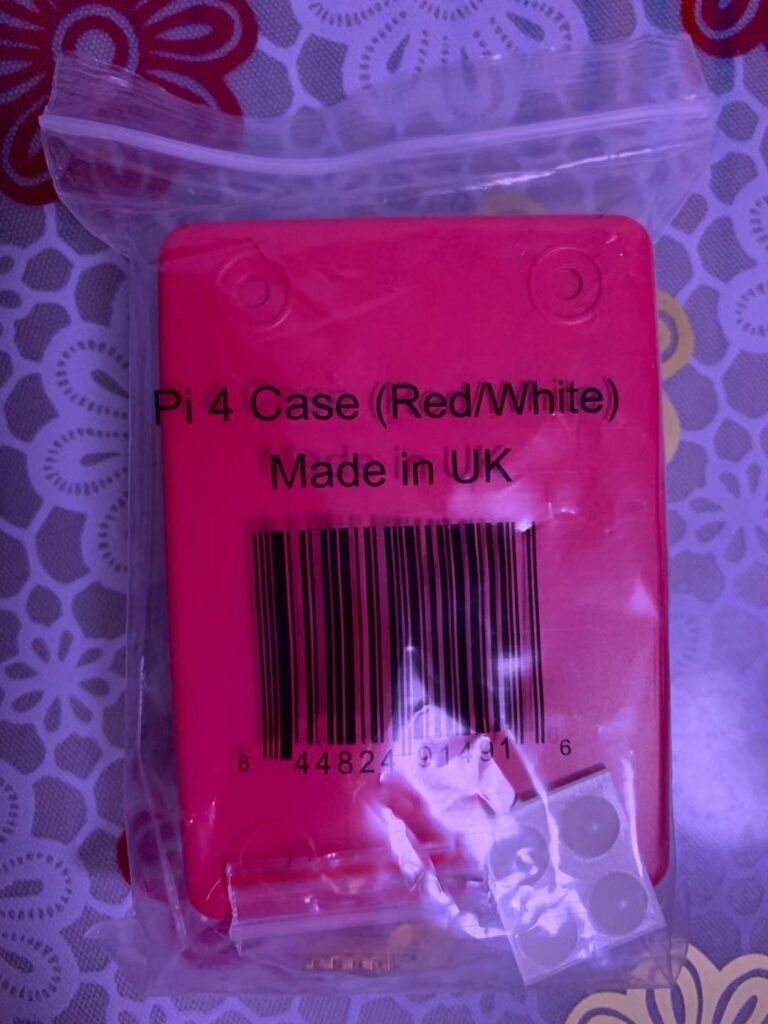 Pi 4 Case (Red/White)
Made in UK
6 44824 91491 6